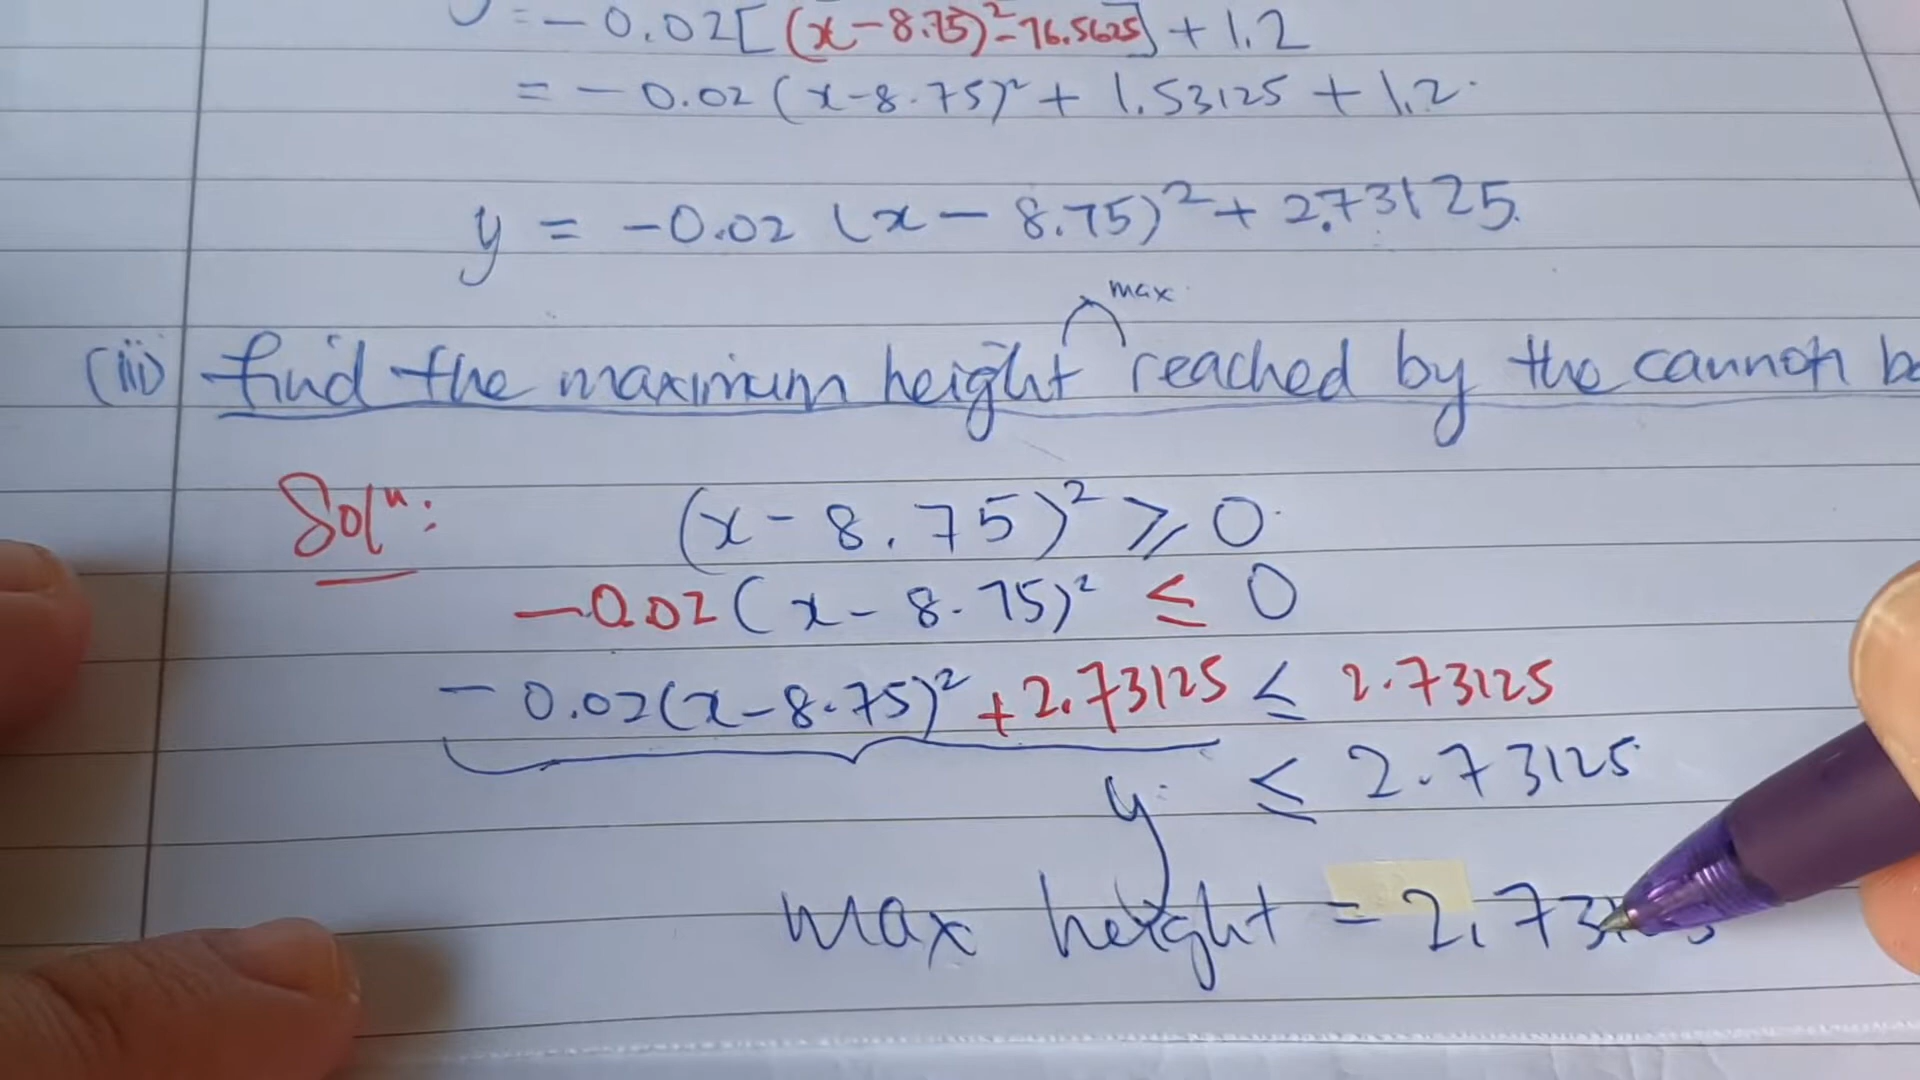 = -0.02[(x-8.75)²-76.5625] + 1.2
= -0.02(x-8.75)² + 1.53125 + 1.2
y = -0.02 (x - 8.75)² + 2.73125
max
(iii) find the maximum height reached by the cannon
Solⁿ: (x - 8.75)² ≥ 0
-0.02(x - 8.75)² ≤ 0
-0.02(x-8.75)² + 2.73125 ≤ 2.73125
y ≤ 2.73125
max height =